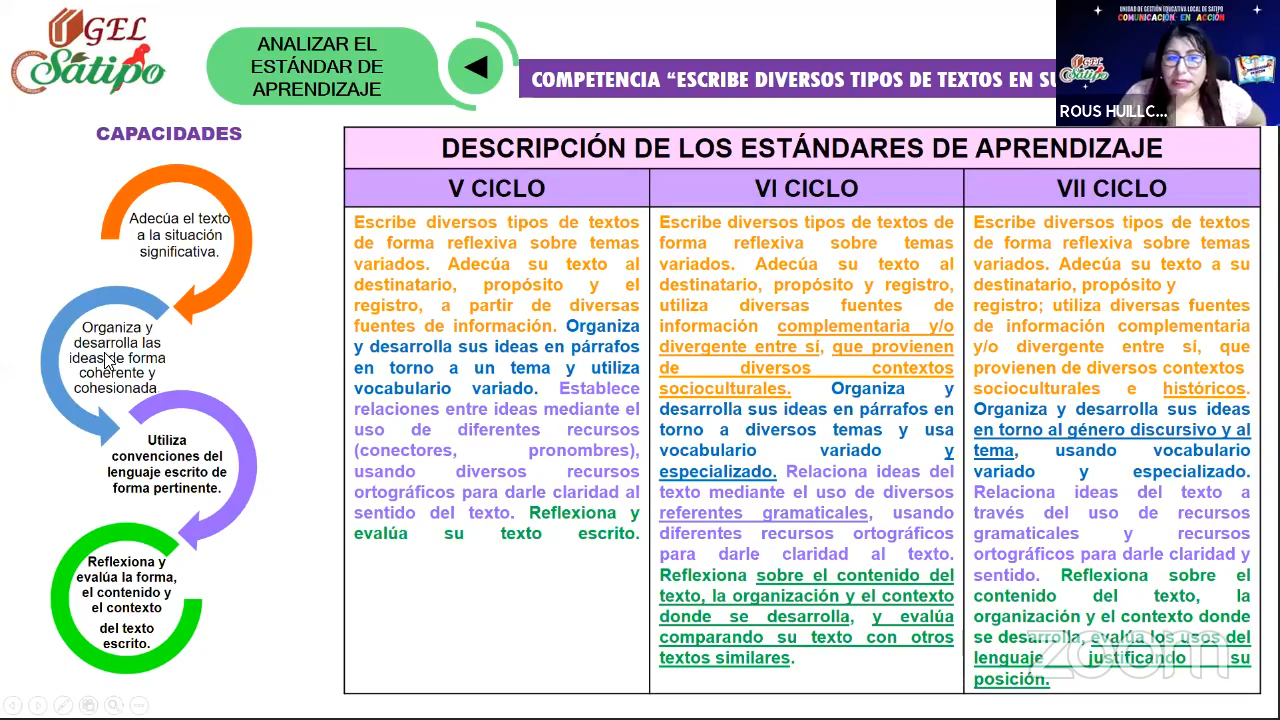 UGEL
Satipo
ANALIZAR EL
ESTÁNDAR DE
APRENDIZAJE
COMPETENCIA “ESCRIBE DIVERSOS TIPOS DE TEXTOS EN SU
UNIDAD DE GESTIÓN EDUCATIVA LOCAL DE SATIPO
COMUNICACIÓN EN ACCIÓN
GEL
Satipo
ROUS HUILLC...
CAPACIDADES
Adecúa el texto
a la situación
significativa.
Organiza y
desarrolla las
ideas de forma
coherente y
cohesionada
Utiliza
convenciones del
lenguaje escrito de
forma pertinente.
Reflexiona y
evalúa la forma,
el contenido y
el contexto
del texto
escrito.
DESCRIPCIÓN DE LOS ESTÁNDARES DE APRENDIZAJE
V CICLO
Escribe diversos tipos de textos
de forma reflexiva sobre temas
variados. Adecúa su texto al
destinatario, propósito y el
registro, a partir de diversas
fuentes de información. Organiza
y desarrolla sus ideas en párrafos
en torno a un tema y utiliza
vocabulario variado. Establece
relaciones entre ideas mediante el
uso de diferentes recursos
(conectores, pronombres),
usando diversos recursos
ortográficos para darle claridad al
sentido del texto. Reflexiona y
evalúa su texto escrito.
VI CICLO
Escribe diversos tipos de textos de
forma reflexiva sobre temas
variados. Adecúa su texto al
destinatario, propósito y registro,
utiliza diversas fuentes de
información complementaria y/o
divergente entre sí, que provienen
de diversos contextos
socioculturales. Organiza y
desarrolla sus ideas en párrafos en
torno a diversos temas y usa
vocabulario variado y
especializado. Relaciona ideas del
texto mediante el uso de diversos
referentes gramaticales, usando
diferentes recursos ortográficos
para darle claridad al texto.
Reflexiona sobre el contenido del
texto, la organización y el contexto
donde se desarrolla, y evalúa
comparando su texto con otros
textos similares.
VII CICLO
Escribe diversos tipos de textos
de forma reflexiva sobre temas
variados. Adecúa su texto a su
destinatario, propósito y
registro; utiliza diversas fuentes
de información complementaria
y/o divergente entre sí, que
provienen de diversos contextos
socioculturales e históricos.
Organiza y desarrolla sus ideas
en torno al género discursivo y al
tema, usando vocabulario
variado y especializado.
Relaciona ideas del texto a
través del uso de recursos
gramaticales y recursos
ortográficos para darle claridad y
sentido. Reflexiona sobre el
contenido del texto, la
organización y el contexto donde
se desarrolla, evalúa los usos del
lenguaje justificando su
posición.
zoom